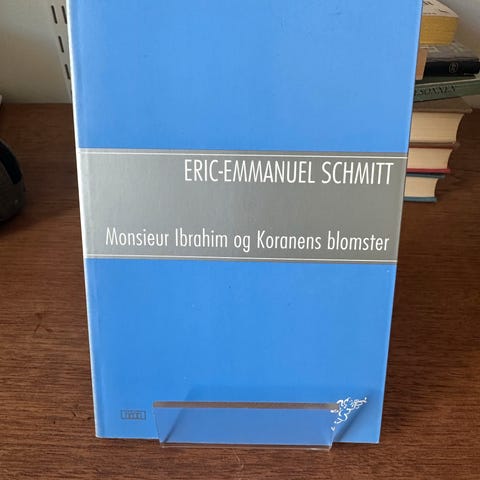 ERIC-EMMANUEL SCHMITT
Monsieur Ibrahim og Koranens blomster